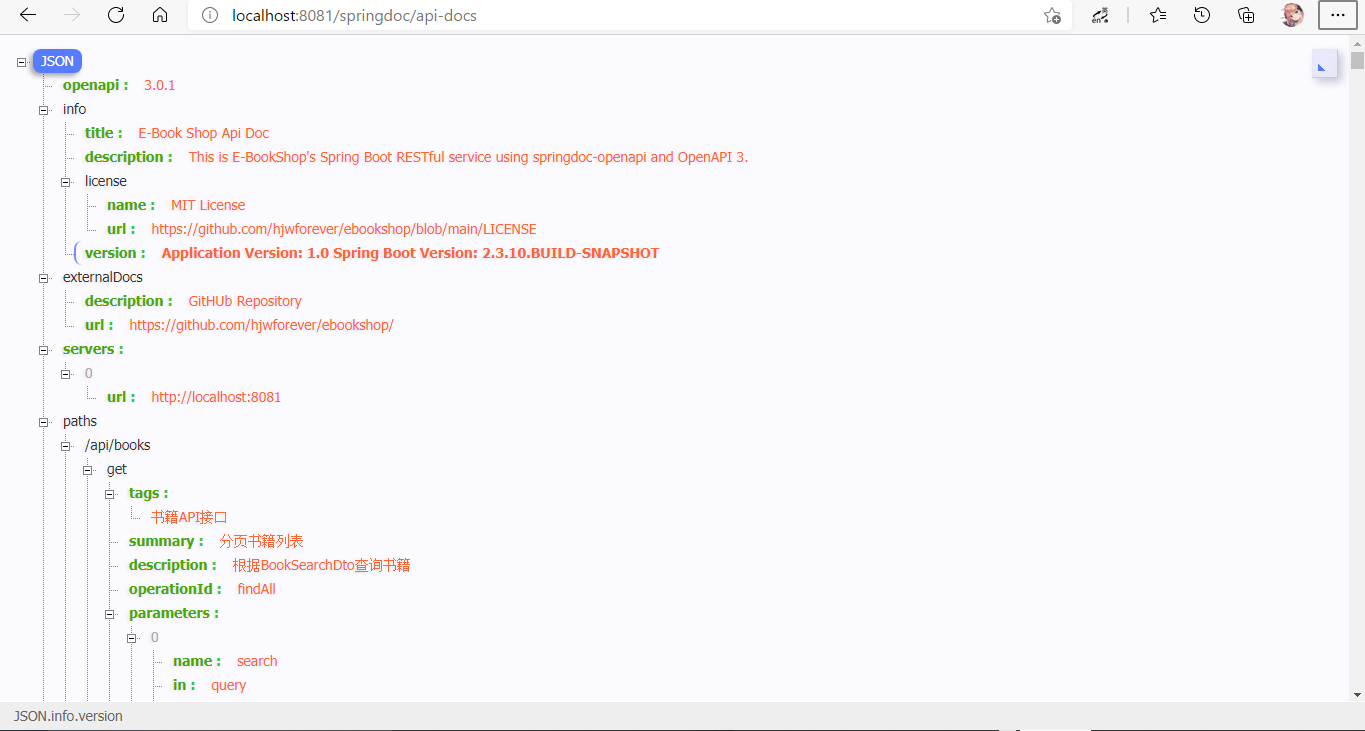 localhost:8081/springdoc/api-docs
JSON
openapi : 3.0.1
info
title : E-Book Shop Api Doc
description : This is E-BookShop's Spring Boot RESTful service using springdoc-openapi and OpenAPI 3.
license
name : MIT License
url : https://github.com/hjwforever/ebookshop/blob/main/LICENSE
version : Application Version: 1.0 Spring Boot Version: 2.3.10.BUILD-SNAPSHOT
externalDocs
description : GitHUb Repository
url : https://github.com/hjwforever/ebookshop/
servers :
0
url : http://localhost:8081
paths
/api/books
get
tags :
书籍API接口
summary : 分页书籍列表
description : 根据BookSearchDto查询书籍
operationId : findAll
parameters :
0
name : search
in : query
JSON.info.version